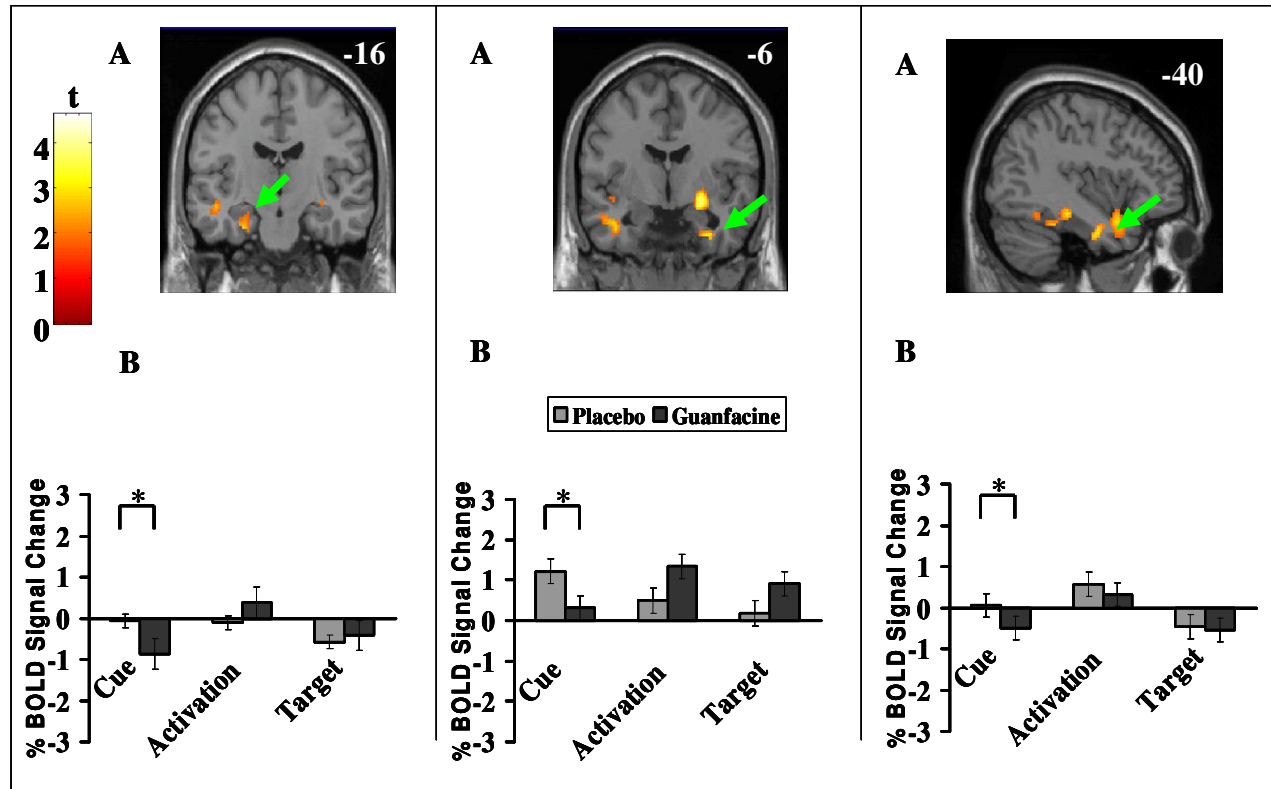 A
-16
t
4
3
2
1
0
B
% BOLD Signal Change
3
2
1
0
-1
-2
-3
*
Cue
Activation
Target
A
-6
B
Placebo Guanfacine
% BOLD Signal Change
3
2
1
0
-1
-2
-3
*
Cue
Activation
Target
A
-40
B
% BOLD Signal Change
3
2
1
0
-1
-2
-3
*
Cue
Activation
Target